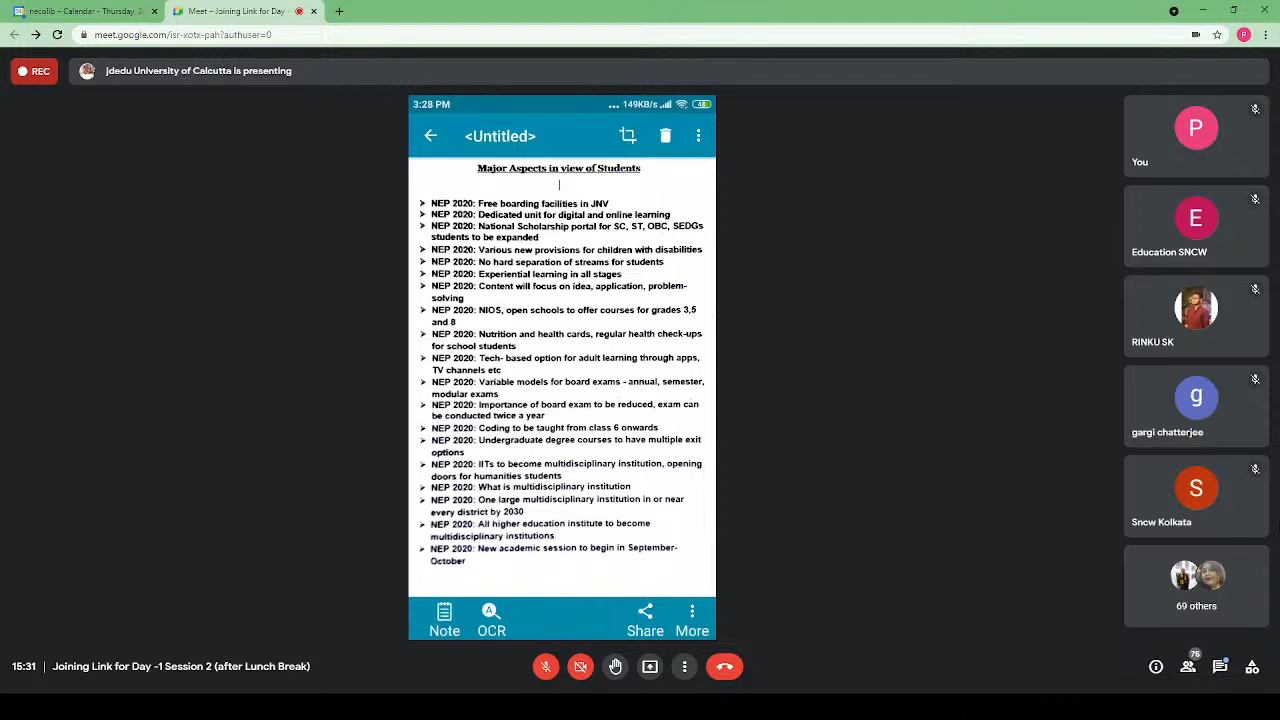 necolib – Calendar - Thursday, 2
Meet – Joining Link for Day -
meet.google.com/isr-xotx-pah?authuser=0
P
REC
jdedu University of Calcutta is presenting
3:28 PM
149KB/s
<Untitled>
Major Aspects in view of Students
➤ NEP 2020: Free boarding facilities in JNV
➤ NEP 2020: Dedicated unit for digital and online learning
➤ NEP 2020: National Scholarship portal for SC, ST, OBC, SEDGs
students to be expanded
➤ NEP 2020: Various new provisions for children with disabilities
➤ NEP 2020: No hard separation of streams for students
➤ NEP 2020: Experiential learning in all stages
➤ NEP 2020: Content will focus on idea, application, problem-
solving
➤ NEP 2020: NIOS, open schools to offer courses for grades 3,5
and 8
➤ NEP 2020: Nutrition and health cards, regular health check-ups
for school students
➤ NEP 2020: Tech- based option for adult learning through apps,
TV channels etc
➤ NEP 2020: Variable models for board exams - annual, semester,
modular exams
➤ NEP 2020: Importance of board exam to be reduced, exam can
be conducted twice a year
➤ NEP 2020: Coding to be taught from class 6 onwards
➤ NEP 2020: Undergraduate degree courses to have multiple exit
options
➤ NEP 2020: IITs to become multidisciplinary institution, opening
doors for humanities students
➤ NEP 2020: What is multidisciplinary institution
➤ NEP 2020: One large multidisciplinary institution in or near
every district by 2030
➤ NEP 2020: All higher education institute to become
multidisciplinary institutions
➤ NEP 2020: New academic session to begin in September-
October
Note
A
OCR
Share
More
P
You
E
Education SNCW
RINKU SK
g
gargi chatterjee
S
Sncw Kolkata
69 others
15:31 | Joining Link for Day -1 Session 2 (after Lunch Break)
75